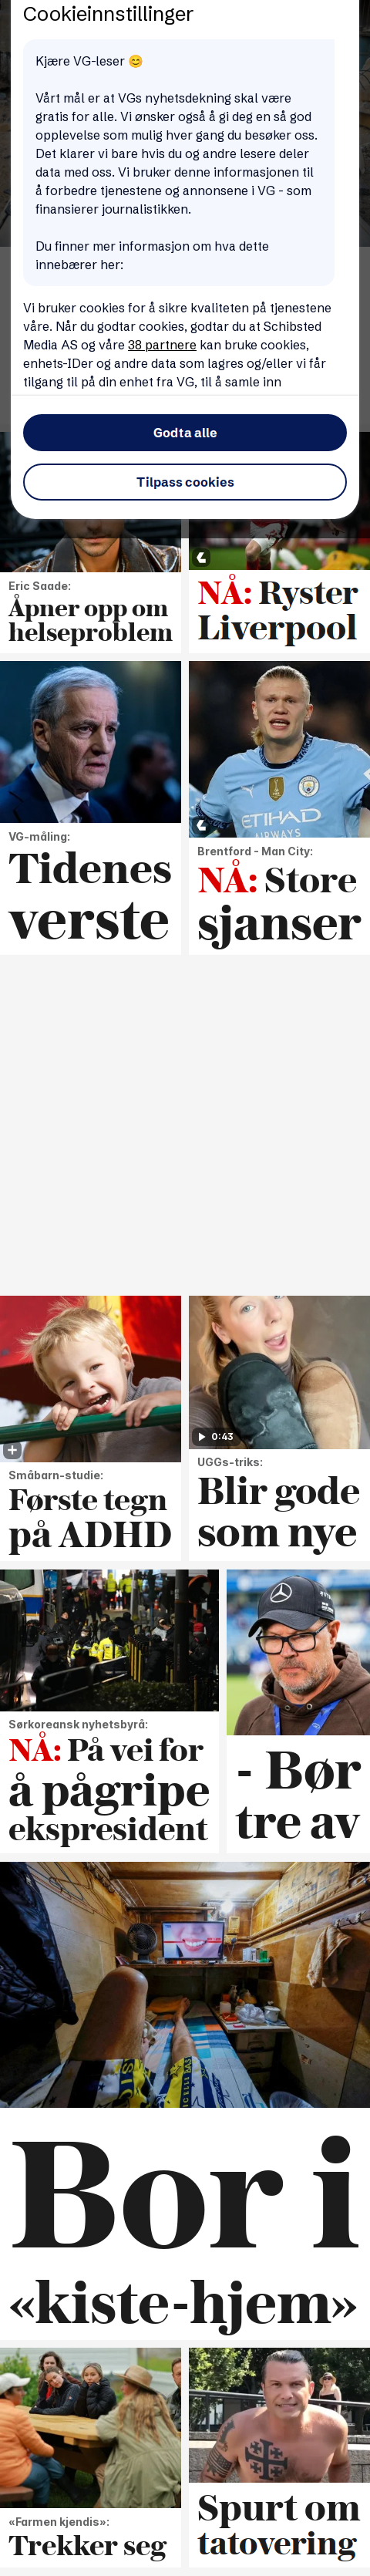 Cookieinnstillinger
Kjære VG-leser 😊
Vårt mål er at VGs nyhetsdekning skal være
gratis for alle. Vi ønsker også å gi deg en så god
opplevelse som mulig hver gang du besøker oss.
Det klarer vi bare hvis du og andre lesere deler
data med oss. Vi bruker denne informasjonen til
å forbedre tjenestene og annonsene i VG - som
finansierer journalistikken.
Du finner mer informasjon om hva dette
innebærer her:
Vi bruker cookies for å sikre kvaliteten på tjenestene
våre. Når du godtar cookies, godtar du at Schibsted
Media AS og våre 38 partnere kan bruke cookies,
enhets-IDer og andre data som lagres og/eller vi får
tilgang til på din enhet fra VG, til å samle inn
Godta alle
Tilpass cookies
Eric Saade:
Åpner opp om
helseproblem
NÅ: Ryster
Liverpool
ETIHAD
AIRWAYS
VG-måling:
Tidenes
verste
Brentford - Man City:
NÅ: Store
sjanser
0:43
Småbarn-studie:
Første tegn
på ADHD
UGGs-triks:
Blir gode
som nye
Sørkoreansk nyhetsbyrå:
NÅ: På vei for
å pågripe
ekspresident
- Bør
tre av
Bor i
«kiste-hjem»
«Farmen kjendis»:
Trekker seg
Spurt om
tatovering